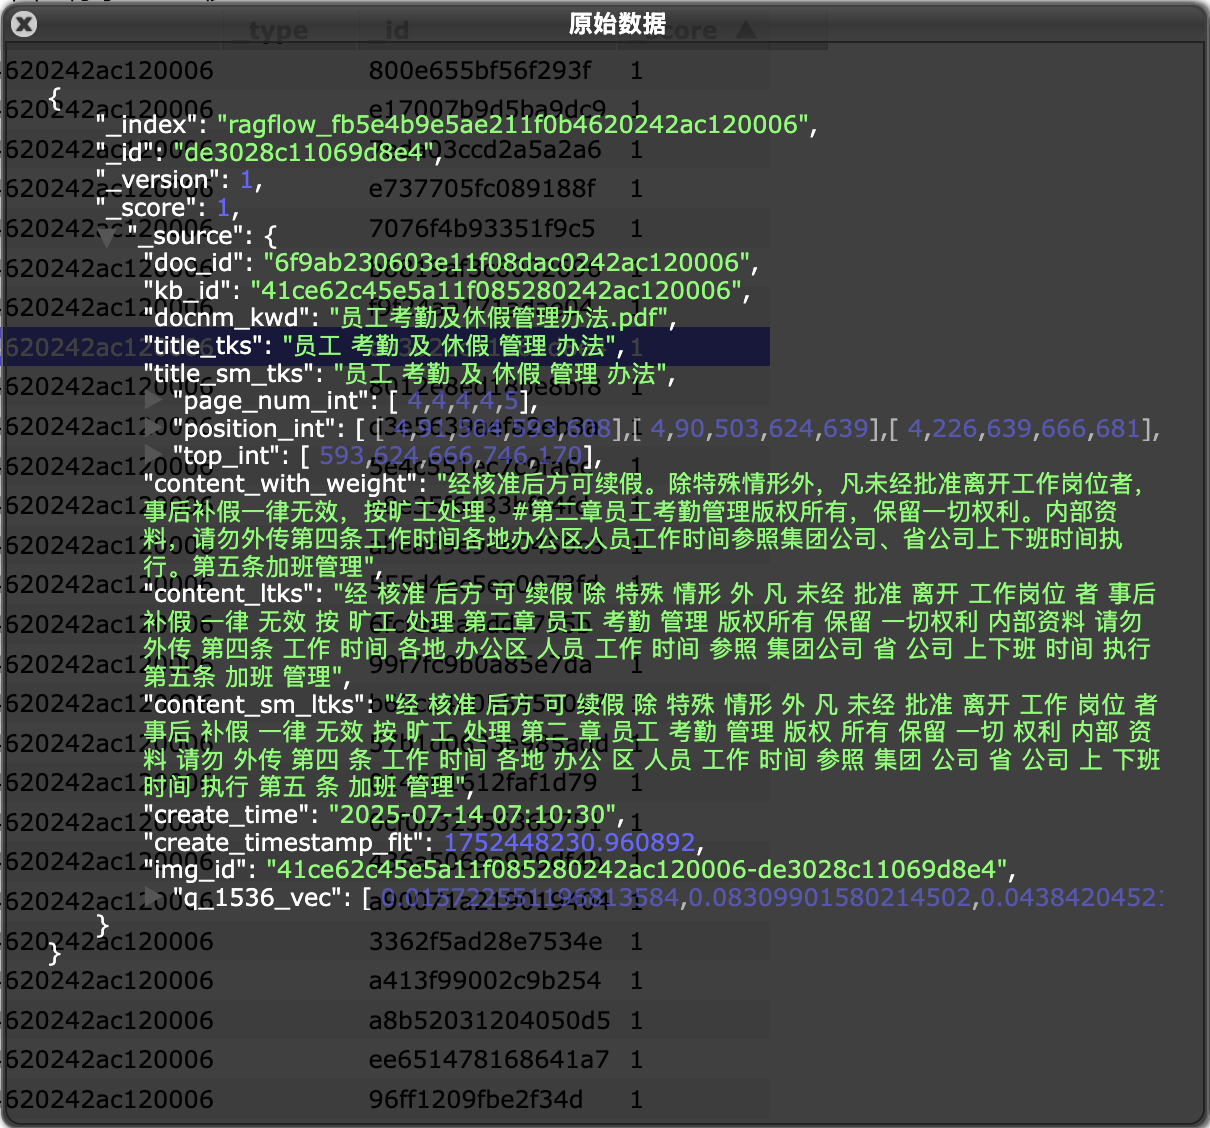 原始数据
_type _id
620242ac120006 800e655bf56f293f 1
{
"_index": "ragflow_fb5e4b9e5ae211f0b4620242ac120006",
"_id": "de3028c11069d8e4",
"_version": 1,
620242ac120006 e737705fc089188f 1
"_score": 1,
620242ac120006 7076f4b93351f9c5 1
"_source": {
"doc_id": "6f9ab230603e11f08dac0242ac120006",
"kb_id": "41ce62c45e5a11f085280242ac120006",
"docnm_kwd": "员工考勤及休假管理办法.pdf",
"title_tks": "员工 考勤 及 休假 管理 办法",
"title_sm_tks": "员工 考勤 及 休假 管理 办法",
"page_num_int": [ 4,4,4,4,5],
"position_int": [ [ 4,90,503,624,639],[ 4,226,639,666,681],
"top_int": [ 593,624,666,746,170],
"content_with_weight": "经核准后方可续假。除特殊情形外，凡未经批准离开工作岗位者，
事后补假一律无效，按旷工处理。#第二章员工考勤管理版权所有，保留一切权利。内部资
料，请勿外传第四条工作时间各地办公区人员工作时间参照集团公司、省公司上下班时间执
行。第五条加班管理",
"content_ltks": "经 核准 后方 可 续假 除 特殊 情形 外 凡 未经 批准 离开 工作岗位 者 事后
补假 一律 无效 按 旷工 处理 第二章 员工 考勤 管理 版权所有 保留 一切权利 内部资料 请勿
外传 第四条 工作 时间 各地 办公区 人员 工作 时间 参照 集团公司 省 公司 上下班 时间 执行
第五条 加班 管理",
"content_sm_ltks": "经 核准 后方 可 续假 除 特殊 情形 外 凡 未经 批准 离开 工作 岗位 者
事后 补假 一律 无效 按 旷工 处理 第二 章 员工 考勤 管理 版权 所有 保留 一切 权利 内部 资
料 请勿 外传 第四 条 工作 时间 各地 办公 区 人员 工作 时间 参照 集团 公司 省 公司 上 下班
时间 执行 第五 条 加班 管理",
"create_time": "2025-07-14 07:10:30",
"create_timestamp_flt": 1752448230.960892,
"img_id": "41ce62c45e5a11f085280242ac120006-de3028c11069d8e4",
"q_1536_vec": [ 0.015722551196813584,0.08309901580214502,0.043842045
}
620242ac120006 3362f5ad28e7534e 1
}
620242ac120006 a413f99002c9b254 1
620242ac120006 a8b52031204050d5 1
620242ac120006 ee651478168641a7 1
620242ac120006 96ff1209fbe2f34d 1